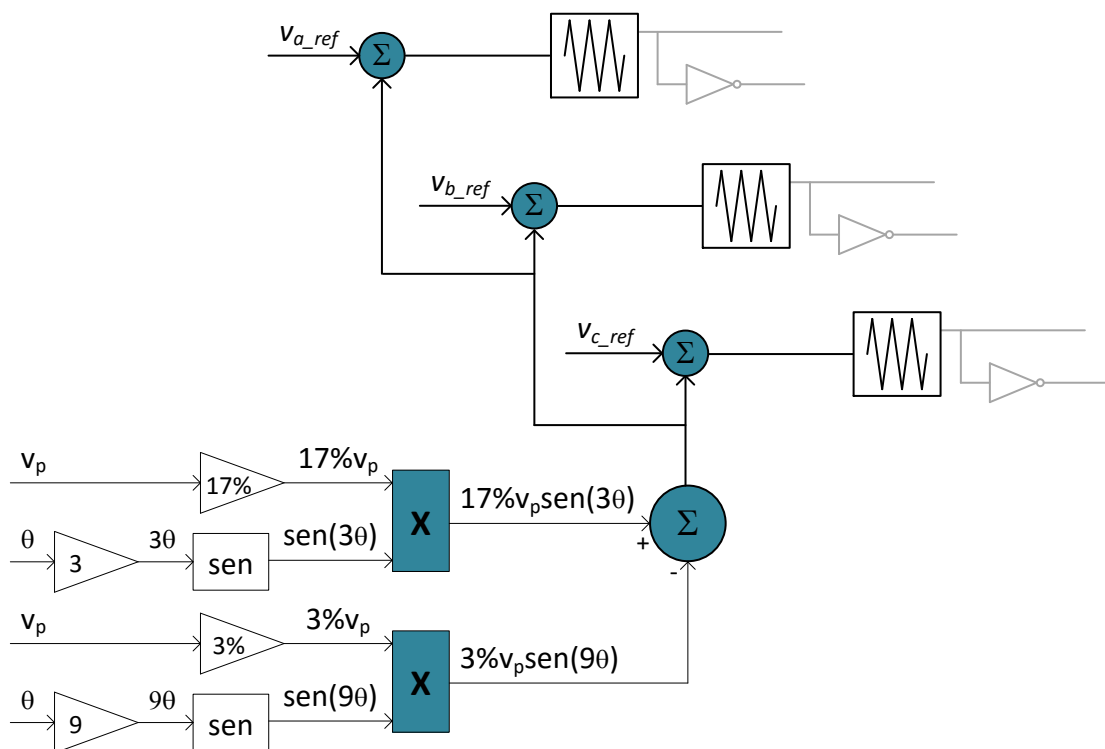 v_a_ref
Σ
v_b_ref
Σ
v_c_ref
Σ
v_p
17%
17%v_p
θ
3
3θ
sen
sen(3θ)
X
17%v_psen(3θ)
+
Σ
-
v_p
3%
3%v_p
θ
9
9θ
sen
sen(9θ)
X
3%v_psen(9θ)